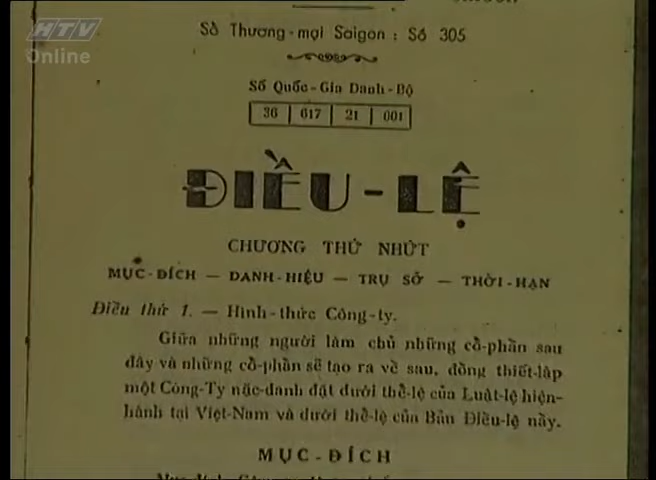 HTV
Online
Sở Thương-mại Saigon : Số 305
Số Quốc-Gia Danh-Bộ
36 617 21 001
ĐIỀU-LỆ
CHƯƠNG THỨ NHỨT
MỤC-ĐÍCH — DANH-HIỆU — TRỤ SỞ — THỜI-HẠN
Điều thứ 1. — Hình-thức Công-ty.
Giữa những người làm chủ những cổ-phần sau
đây và những cổ-phần sẽ tạo ra về sau, đồng thiết-lập
một Công-Ty nặc-danh đặt dưới thể-lệ của Luật-lệ hiện-
hành tại Việt-Nam và dưới thể-lệ của Bản Điều-lệ nầy.
MỤC-ĐÍCH